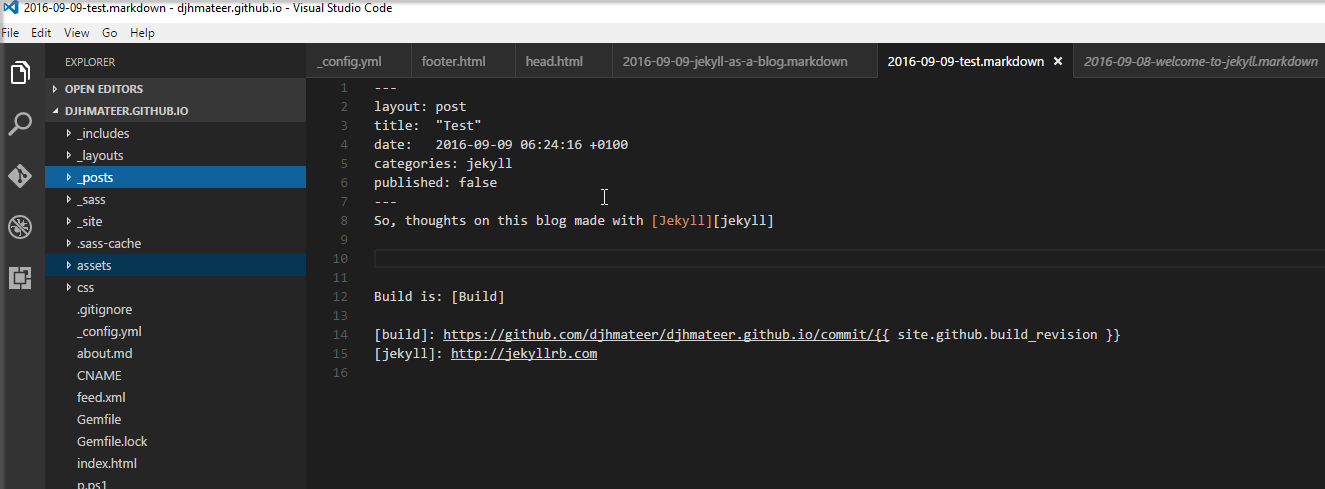 2016-09-09-test.markdown - djhmateer.github.io - Visual Studio Code
File Edit View Go Help
EXPLORER
OPEN EDITORS
DJHMATEER.GITHUB.IO
_includes
_layouts
_posts
_sass
_site
.sass-cache
assets
css
.gitignore
_config.yml
about.md
CNAME
feed.xml
Gemfile
Gemfile.lock
index.html
p.ps1
_config.yml footer.html head.html 2016-09-09-jekyll-as-a-blog.markdown 2016-09-09-test.markdown × 2016-09-08-welcome-to-jekyll.markdown
1 ---
2 layout: post
3 title:  "Test"
4 date:   2016-09-09 06:24:16 +0100
5 categories: jekyll
6 published: false
7 ---
8 So, thoughts on this blog made with [Jekyll][jekyll]
9
10
11
12 Build is: [Build]
13
14 [build]: https://github.com/djhmateer/djhmateer.github.io/commit/{{ site.github.build_revision }}
15 [jekyll]: http://jekyllrb.com
16